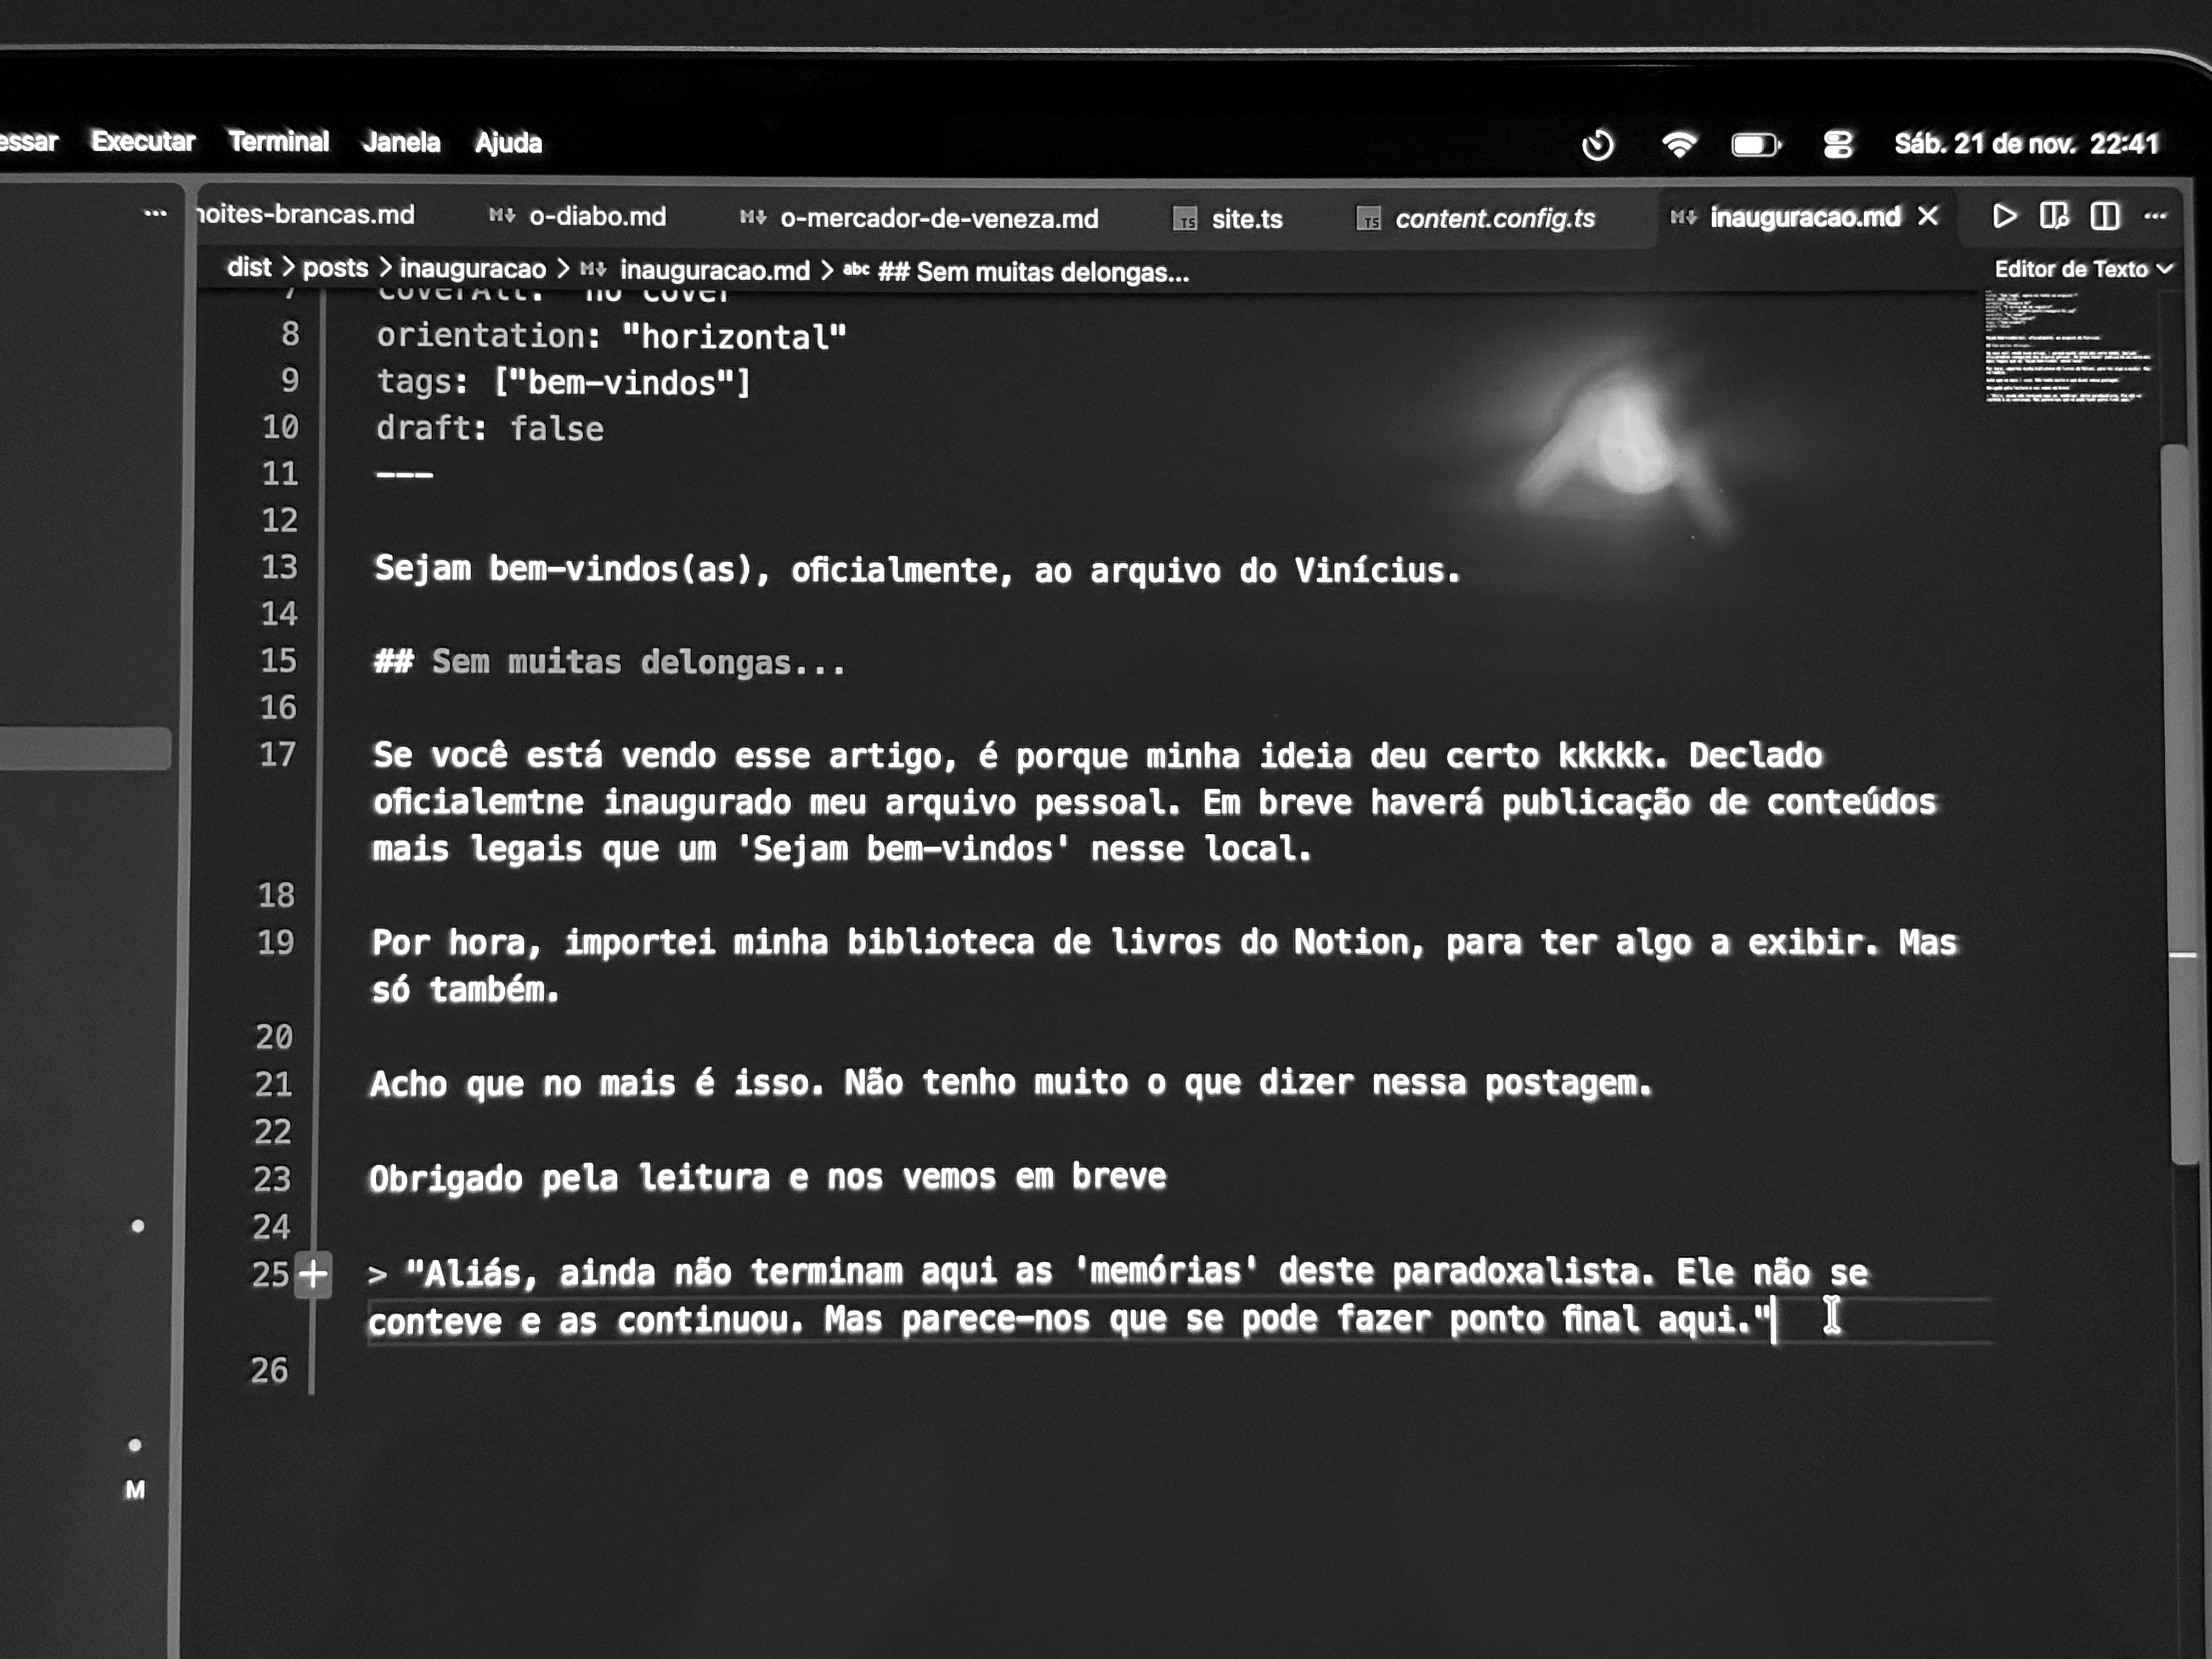 Executar Terminal Janela Ajuda Sáb. 21 de nov. 22:41
noites-brancas.md o-diabo.md o-mercador-de-veneza.md site.ts content.config.ts inauguracao.md
dist > posts > inauguracao > inauguracao.md > abc ## Sem muitas delongas...
Editor de Texto
8 orientation: "horizontal"
9 tags: ["bem-vindos"]
10 draft: false
11 ---
12
13 Sejam bem-vindos(as), oficialmente, ao arquivo do Vinícius.
14
15 ## Sem muitas delongas...
16
17 Se você está vendo esse artigo, é porque minha ideia deu certo kkkkk. Declado
oficialemtne inaugurado meu arquivo pessoal. Em breve haverá publicação de conteúdos
mais legais que um 'Sejam bem-vindos' nesse local.
18
19 Por hora, importei minha biblioteca de livros do Notion, para ter algo a exibir. Mas
só também.
20
21 Acho que no mais é isso. Não tenho muito o que dizer nessa postagem.
22
23 Obrigado pela leitura e nos vemos em breve
24
25 > "Aliás, ainda não terminam aqui as 'memórias' deste paradoxalista. Ele não se
conteve e as continuou. Mas parece-nos que se pode fazer ponto final aqui."
26
M